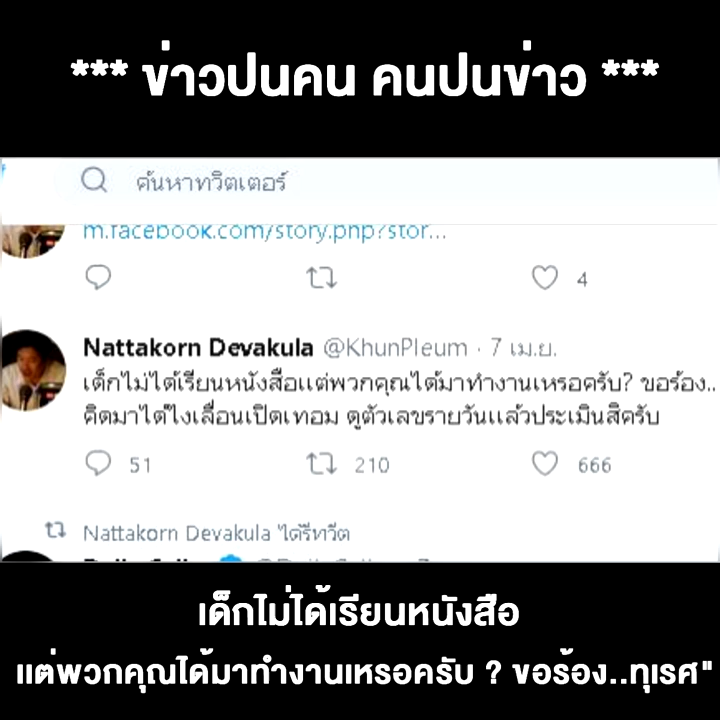 *** ข่าวปนคน คนปนข่าว ***
ค้นหาทวิตเตอร์
m.facebook.com/story.php?stor...
4
Nattakorn Devakula @KhunPleum · 7 เม.ย.
เด็กไม่ได้เรียนหนังสือแต่พวกคุณได้มาทำงานเหรอครับ? ขอร้อง..
คิดมาได้ไงเลื่อนเปิดเทอม ดูตัวเลขรายวันแล้วประเมินสิครับ
51 210 666
Nattakorn Devakula ได้รีทวีต
เด็กไม่ได้เรียนหนังสือ
แต่พวกคุณได้มาทำงานเหรอครับ ? ขอร้อง..ทุเรศ"